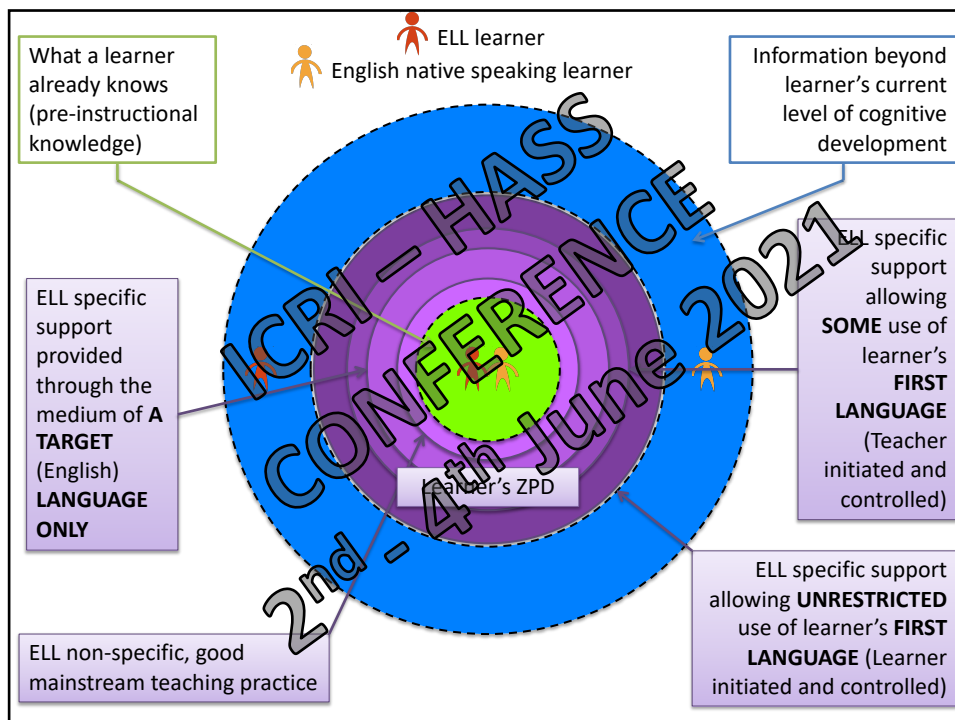 ELL learner
English native speaking learner
What a learner
already knows
(pre-instructional
knowledge)
Information beyond
learner's current
level of cognitive
development
ICRI – HASS
CONFERENCE
2nd - 4th June 2021
ELL specific
support
provided
through the
medium of A
TARGET
(English)
LANGUAGE
ONLY
ELL specific
support
allowing
SOME use of
learner's
FIRST
LANGUAGE
(Teacher
initiated and
controlled)
Learner's ZPD
ELL non-specific, good
mainstream teaching practice
ELL specific support
allowing UNRESTRICTED
use of learner's FIRST
LANGUAGE (Learner
initiated and controlled)